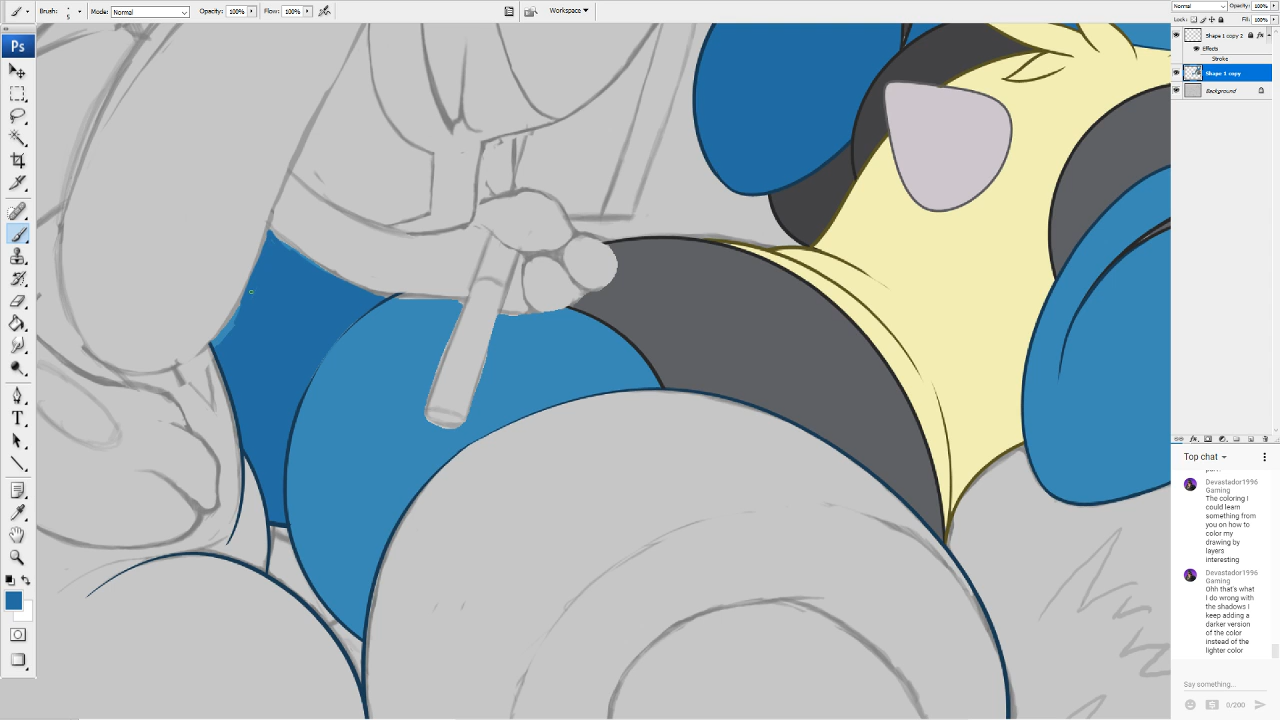 Brush: 5 Mode: Normal Opacity: 100% Flow: 100% Workspace
Normal Opacity: 100%
Lock: Fill: 100%
Ps
Shape 1 copy 2 fx
Effects
Stroke
Shape 1 copy
Background
T
fx.
Top chat
Devastador1996
Gaming
The coloring I
could learn
something from
you on how to
color my
drawing by
layers
interesting
Devastador1996
Gaming
Ohh that's what
I do wrong with
the shadows I
keep adding a
darker version
of the color
instead of the
lighter color
Say something...
0/200